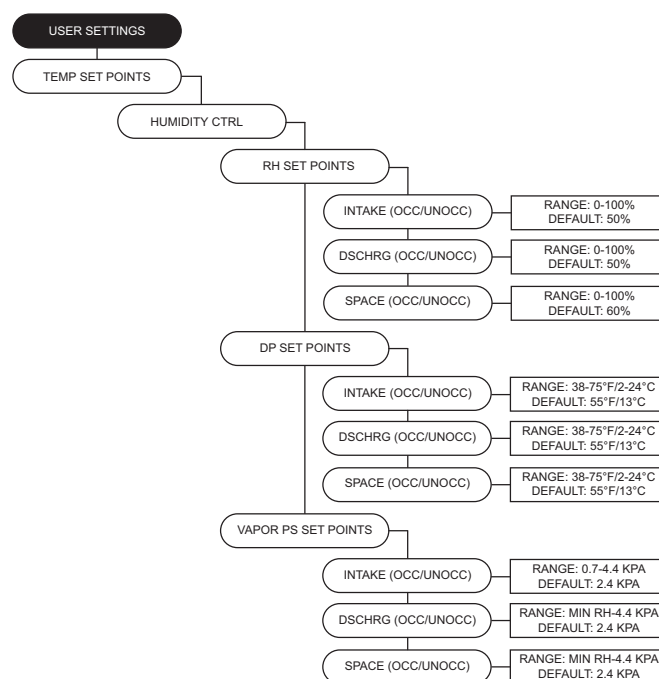 USER SETTINGS
TEMP SET POINTS
HUMIDITY CTRL
RH SET POINTS
INTAKE (OCC/UNOCC)
RANGE: 0-100%
DEFAULT: 50%
DSCHRG (OCC/UNOCC)
RANGE: 0-100%
DEFAULT: 50%
SPACE (OCC/UNOCC)
RANGE: 0-100%
DEFAULT: 60%
DP SET POINTS
INTAKE (OCC/UNOCC)
RANGE: 38-75°F/2-24°C
DEFAULT: 55°F/13°C
DSCHRG (OCC/UNOCC)
RANGE: 38-75°F/2-24°C
DEFAULT: 55°F/13°C
SPACE (OCC/UNOCC)
RANGE: 38-75°F/2-24°C
DEFAULT: 55°F/13°C
VAPOR PS SET POINTS
INTAKE (OCC/UNOCC)
RANGE: 0.7-4.4 KPA
DEFAULT: 2.4 KPA
DSCHRG (OCC/UNOCC)
RANGE: MIN RH-4.4 KPA
DEFAULT: 2.4 KPA
SPACE (OCC/UNOCC)
RANGE: MIN RH-4.4 KPA
DEFAULT: 2.4 KPA